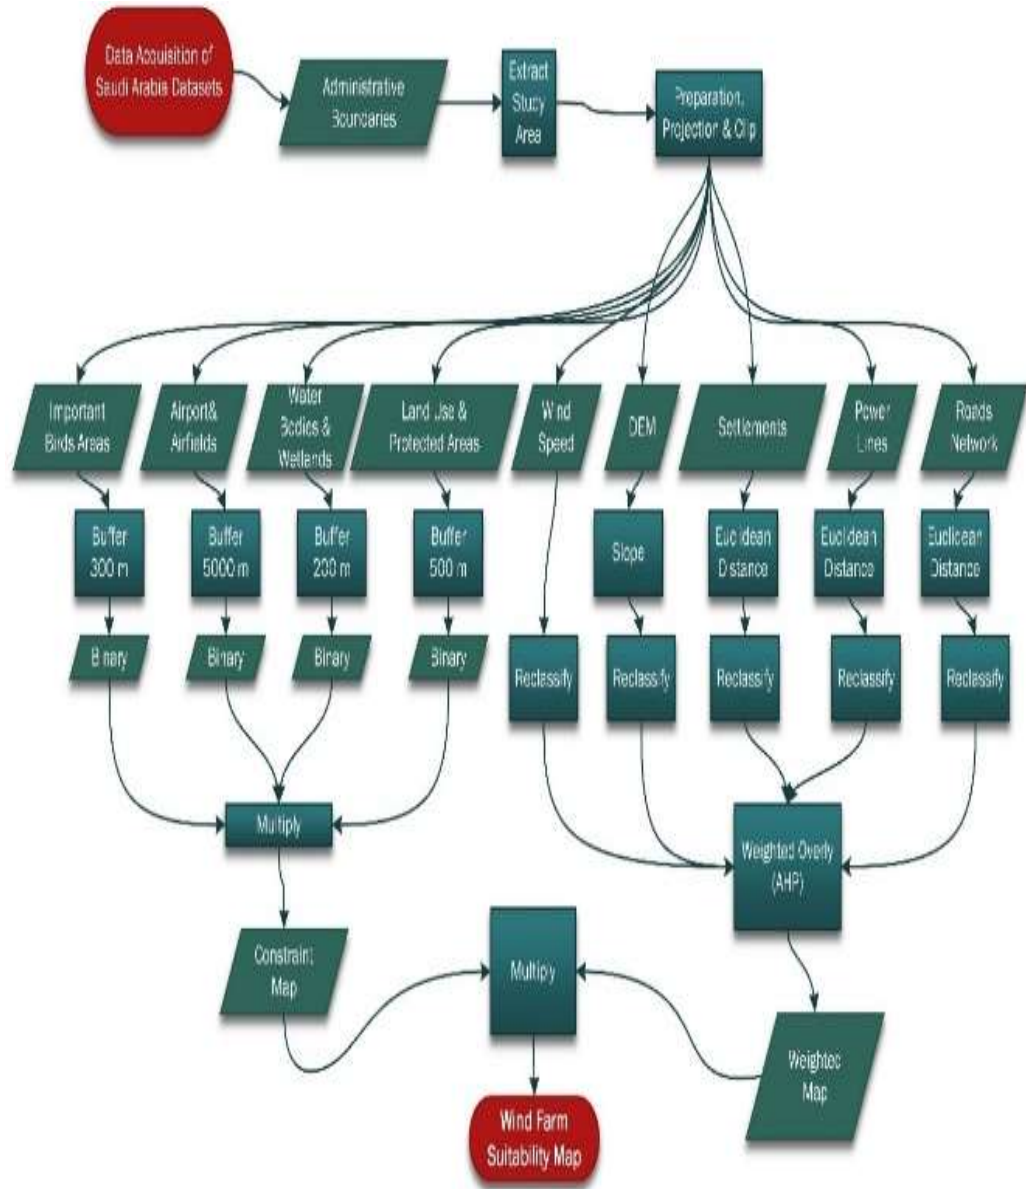 Data Acquisition of
Saudi Arabia Datasets
Administrative
Boundaries
Extract
Study
Area
Preparation,
Projection & Clip
Important
Birds Areas
Airport&
Airfields
Water
Bodies &
Wetlands
Land Use &
Protected Areas
Wind
Speed
DEM
Settlements
Power
Lines
Roads
Network
Buffer
300 m
Buffer
5000 m
Buffer
200 m
Buffer
500 m
Slope
Euclidean
Distance
Euclidean
Distance
Euclidean
Distance
Binary
Binary
Binary
Binary
Reclassify
Reclassify
Reclassify
Reclassify
Reclassify
Multiply
Weighted Overly
(AHP)
Constraint
Map
Multiply
Weighted
Map
Wind Farm
Suitability Map